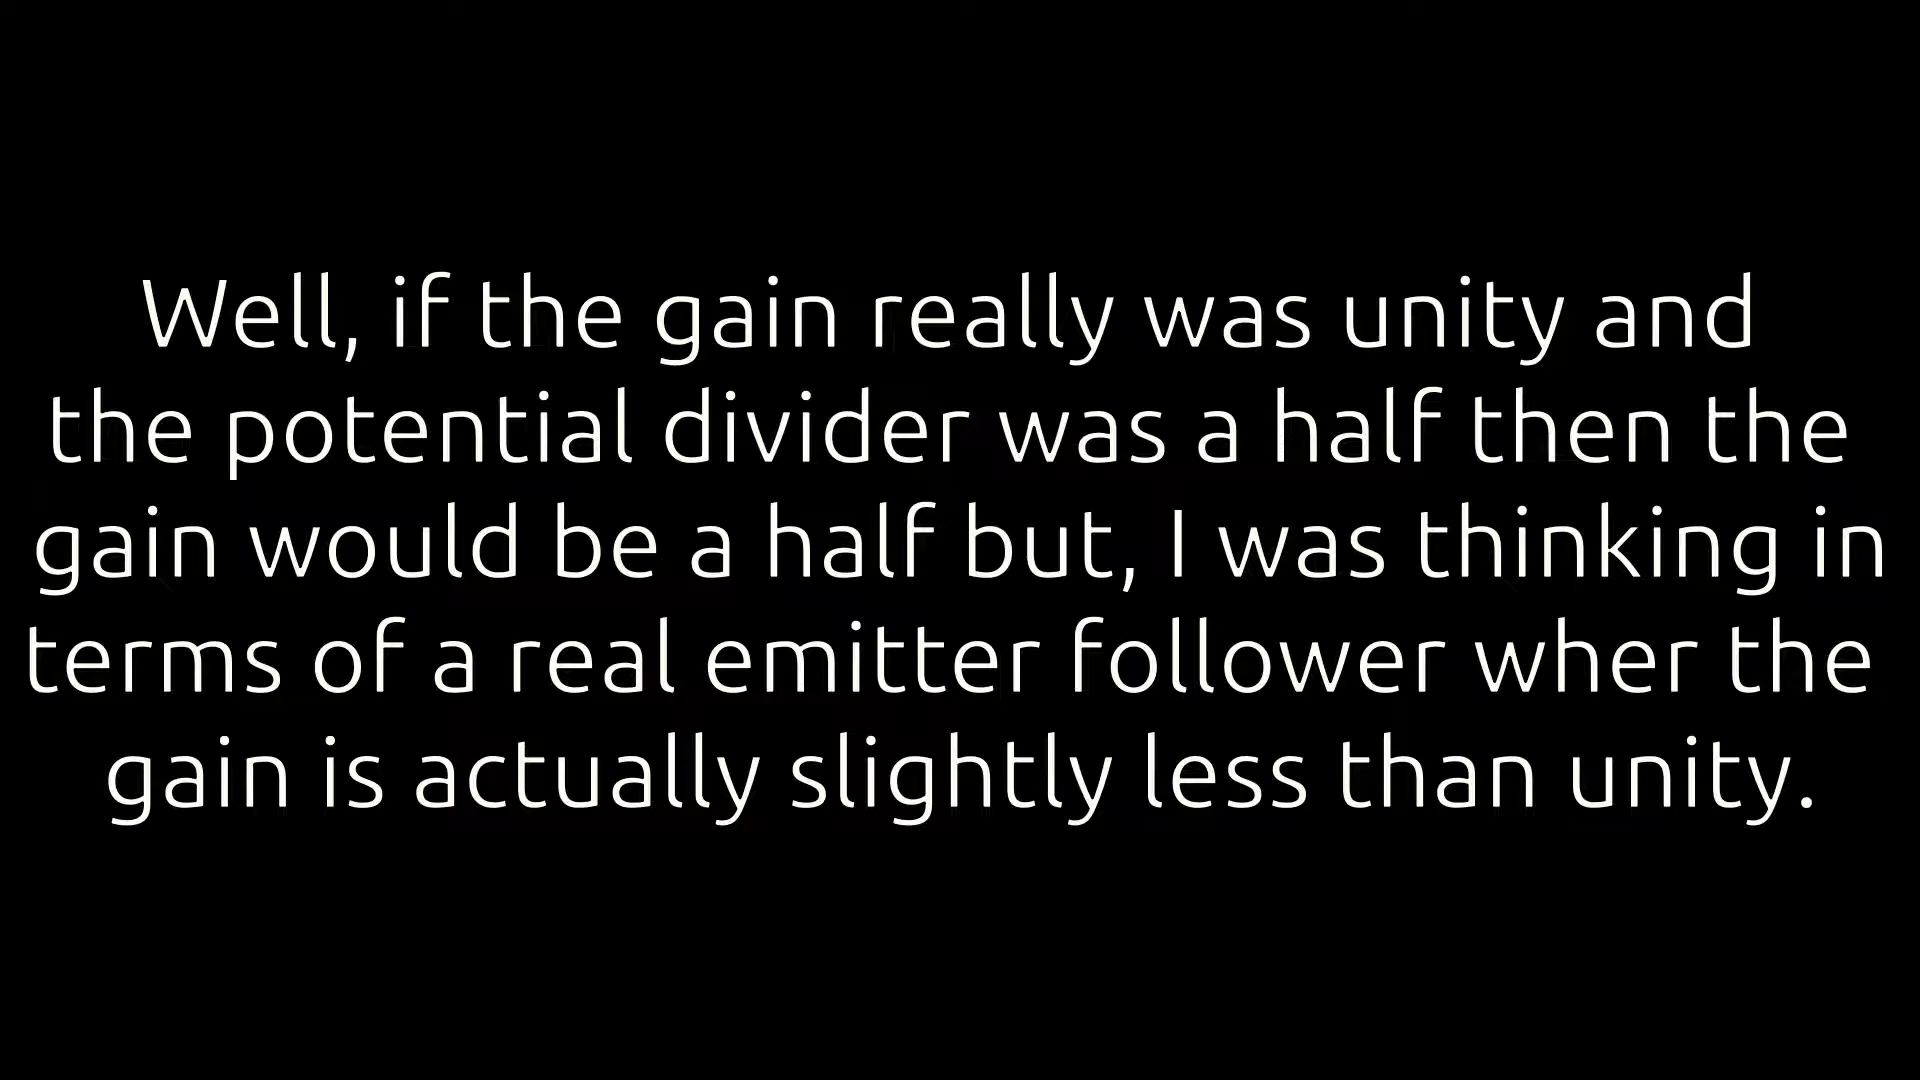 Well, if the gain really was unity and
the potential divider was a half then the
gain would be a half but, I was thinking in
terms of a real emitter follower wher the
gain is actually slightly less than unity.